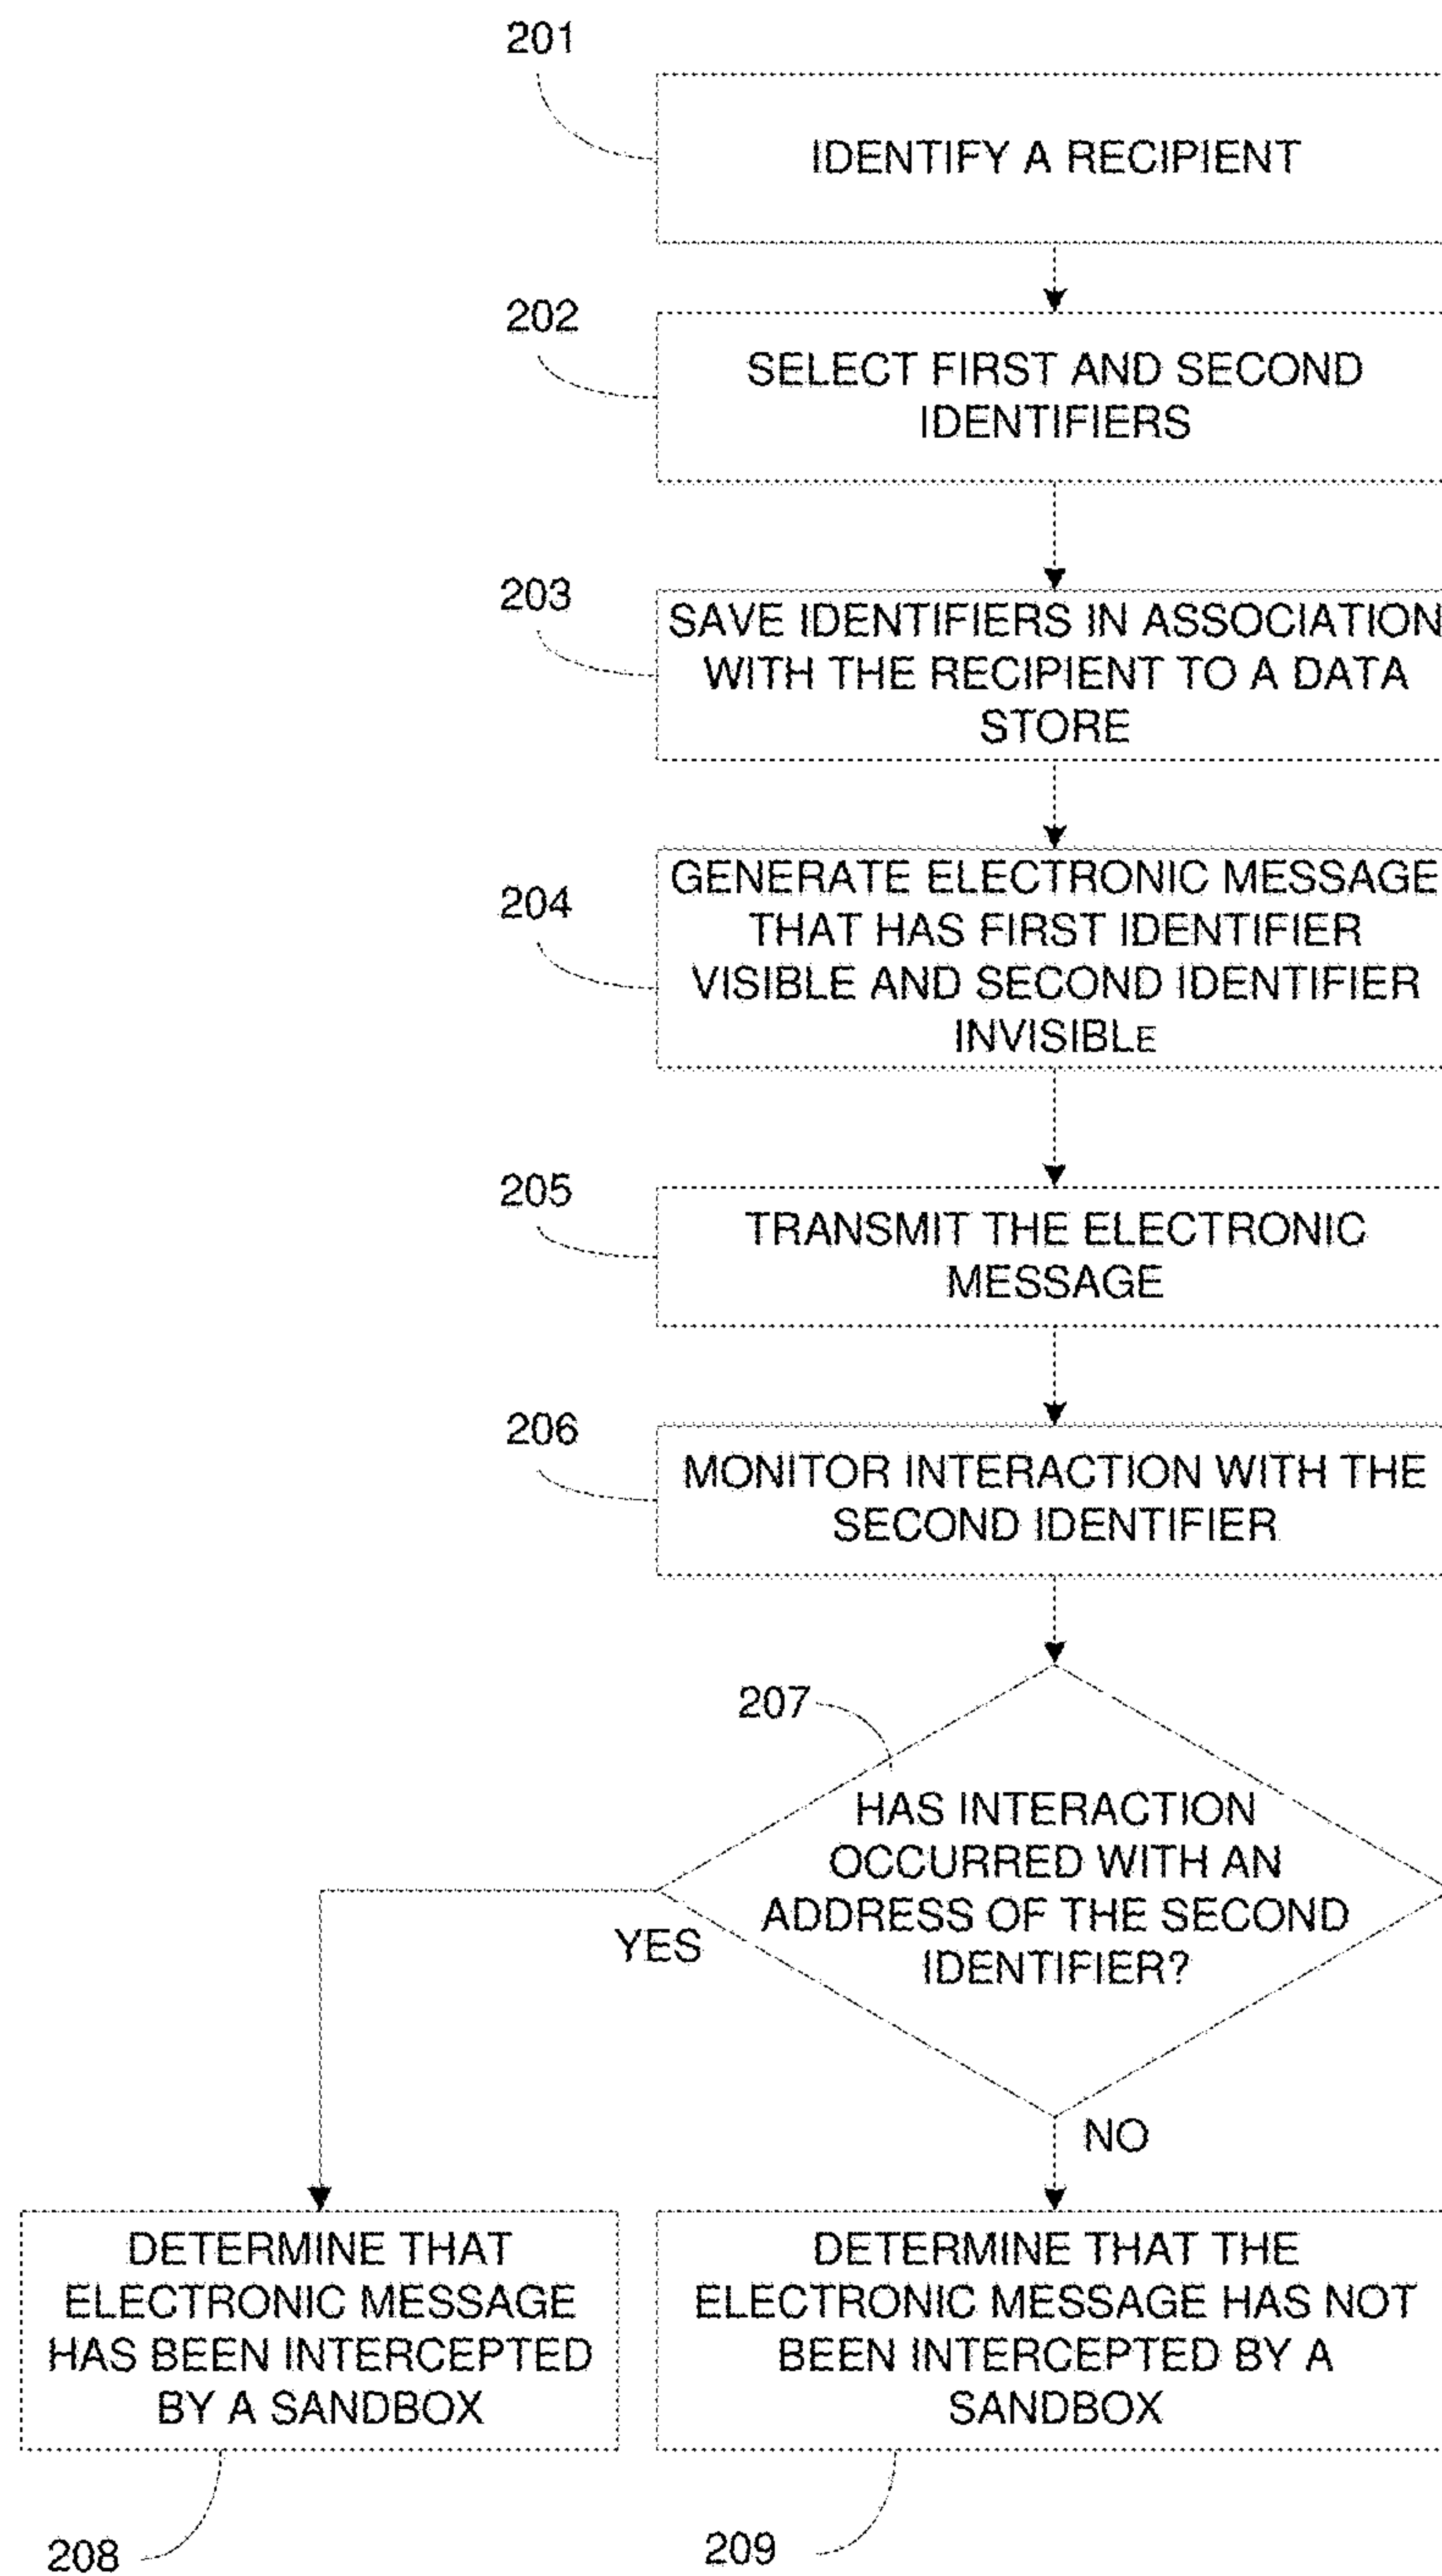 201
IDENTIFY A RECIPIENT
202
SELECT FIRST AND SECOND
IDENTIFIERS
203
SAVE IDENTIFIERS IN ASSOCIATION
WITH THE RECIPIENT TO A DATA
STORE
204
GENERATE ELECTRONIC MESSAGE
THAT HAS FIRST IDENTIFIER
VISIBLE AND SECOND IDENTIFIER
INVISIBLE
205
TRANSMIT THE ELECTRONIC
MESSAGE
206
MONITOR INTERACTION WITH THE
SECOND IDENTIFIER
207
HAS INTERACTION
OCCURRED WITH AN
ADDRESS OF THE SECOND
IDENTIFIER?
YES
NO
DETERMINE THAT
ELECTRONIC MESSAGE
HAS BEEN INTERCEPTED
BY A SANDBOX
DETERMINE THAT THE
ELECTRONIC MESSAGE HAS NOT
BEEN INTERCEPTED BY A
SANDBOX
208
209